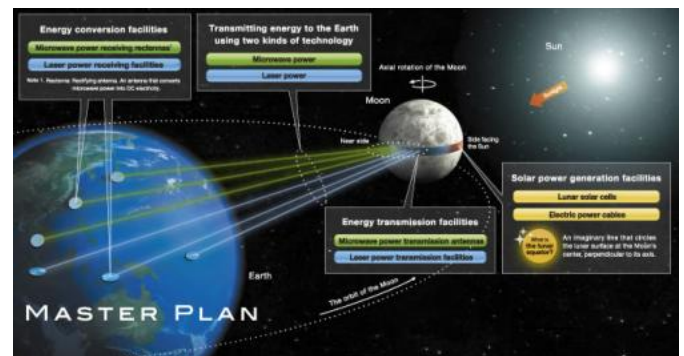 Energy conversion facilities
Microwave power receiving rectennas¹
Laser power receiving facilities
Note 1. Rectenna: Rectifying antenna. An antenna that converts
microwave power into DC electricity.
Transmitting energy to the Earth
using two kinds of technology
Microwave power
Laser power
Axial rotation of the Moon
Moon
Sun
Sunlight
Near side
Side facing
the Sun
Solar power generation facilities
Lunar solar cells
Electric power cables
What is
the lunar
equator?
An imaginary line that circles
the lunar surface at the Moon's
center, perpendicular to its axis.
Energy transmission facilities
Microwave power transmission antennas
Laser power transmission facilities
Earth
The orbit of the Moon
MASTER PLAN